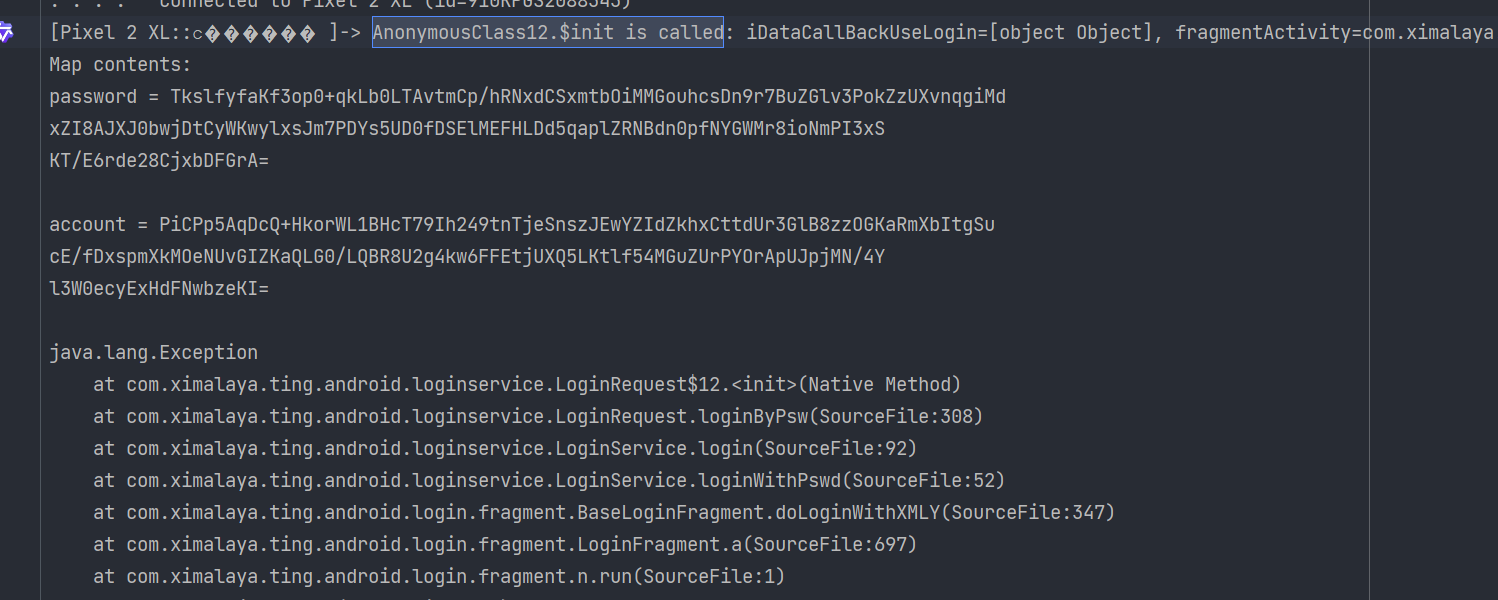 . . . .   Connected to Pixel 2 XL (id=910KPGS2088345)
[Pixel 2 XL::c������ ]-> AnonymousClass12.$init is called: iDataCallBackUseLogin=[object Object], fragmentActivity=com.ximalaya
Map contents:
password = TkslfyfaKf3op0+qkLb0LTAvtmCp/hRNxdCSxmtbOiMMGouhcsDn9r7BuZGlv3PokZzUXvnqgiMd
xZI8AJXJ0bwjDtCyWKwylxsJm7PDYs5UD0fDSElMEFHLDd5qaplZRNBdn0pfNYGWMr8ioNmPI3xS
KT/E6rde28CjxbDFGrA=
account = PiCPp5AqDcQ+HkorWL1BHcT79Ih249tnTjeSnszJEwYZIdZkhxCttdUr3GlB8zzOGKaRmXbItgSu
cE/fDxspmXkMOeNUvGIZKaQLG0/LQBR8U2g4kw6FFEtjUXQ5LKtlf54MGuZUrPYOrApUJpjMN/4Y
l3W0ecyExHdFNwbzeKI=
java.lang.Exception
at com.ximalaya.ting.android.loginservice.LoginRequest$12.<init>(Native Method)
at com.ximalaya.ting.android.loginservice.LoginRequest.loginByPsw(SourceFile:308)
at com.ximalaya.ting.android.loginservice.LoginService.login(SourceFile:92)
at com.ximalaya.ting.android.loginservice.LoginService.loginWithPswd(SourceFile:52)
at com.ximalaya.ting.android.login.fragment.BaseLoginFragment.doLoginWithXMLY(SourceFile:347)
at com.ximalaya.ting.android.login.fragment.LoginFragment.a(SourceFile:697)
at com.ximalaya.ting.android.login.fragment.n.run(SourceFile:1)